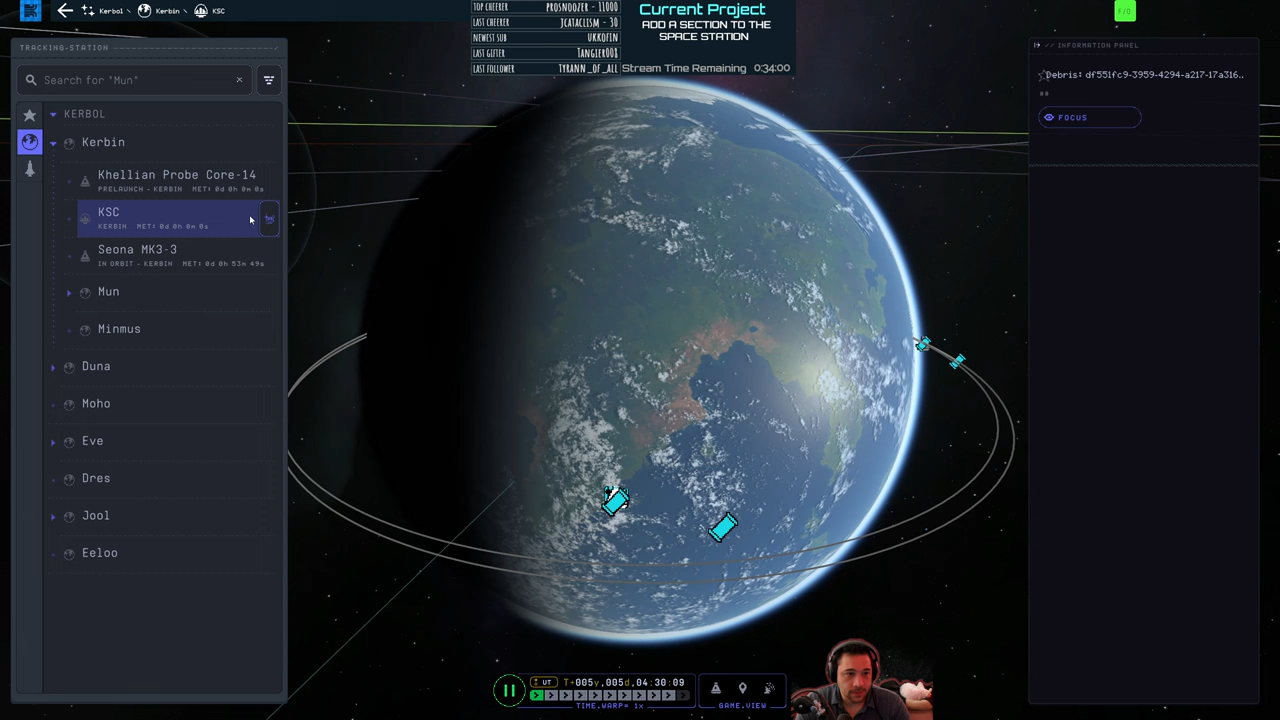 Kerbol
Kerbin
KSC
TOP CHEERER
PROSNOOZER - 11000
LAST CHEERER
JCATACLISM - 30
NEWEST SUB
UKKOFIN
LAST GIFTER
TANGIER008
LAST FOLLOWER
TYRANN_OF_ALL
Current Project
ADD A SECTION TO THE
SPACE STATION
Stream Time Remaining 0:34:00
F/O
TRACKING-STATION
Search for "Mun"
KERBOL
Kerbin
Khellian Probe Core-14
PRELAUNCH - KERBIN MET: 0d 0h 0m 0s
KSC
KERBIN MET: 0d 0h 0m 0s
Seona MK3-3
IN ORBIT - KERBIN MET: 0d 0h 53m 49s
Mun
Minmus
Duna
Moho
Eve
Dres
Jool
Eeloo
// INFORMATION PANEL
Debris: df551fc9-3959-4294-a217-17a316..
FOCUS
UT T+005y,005d,04:30:09
TIME.WARP= 1x
GAME.VIEW